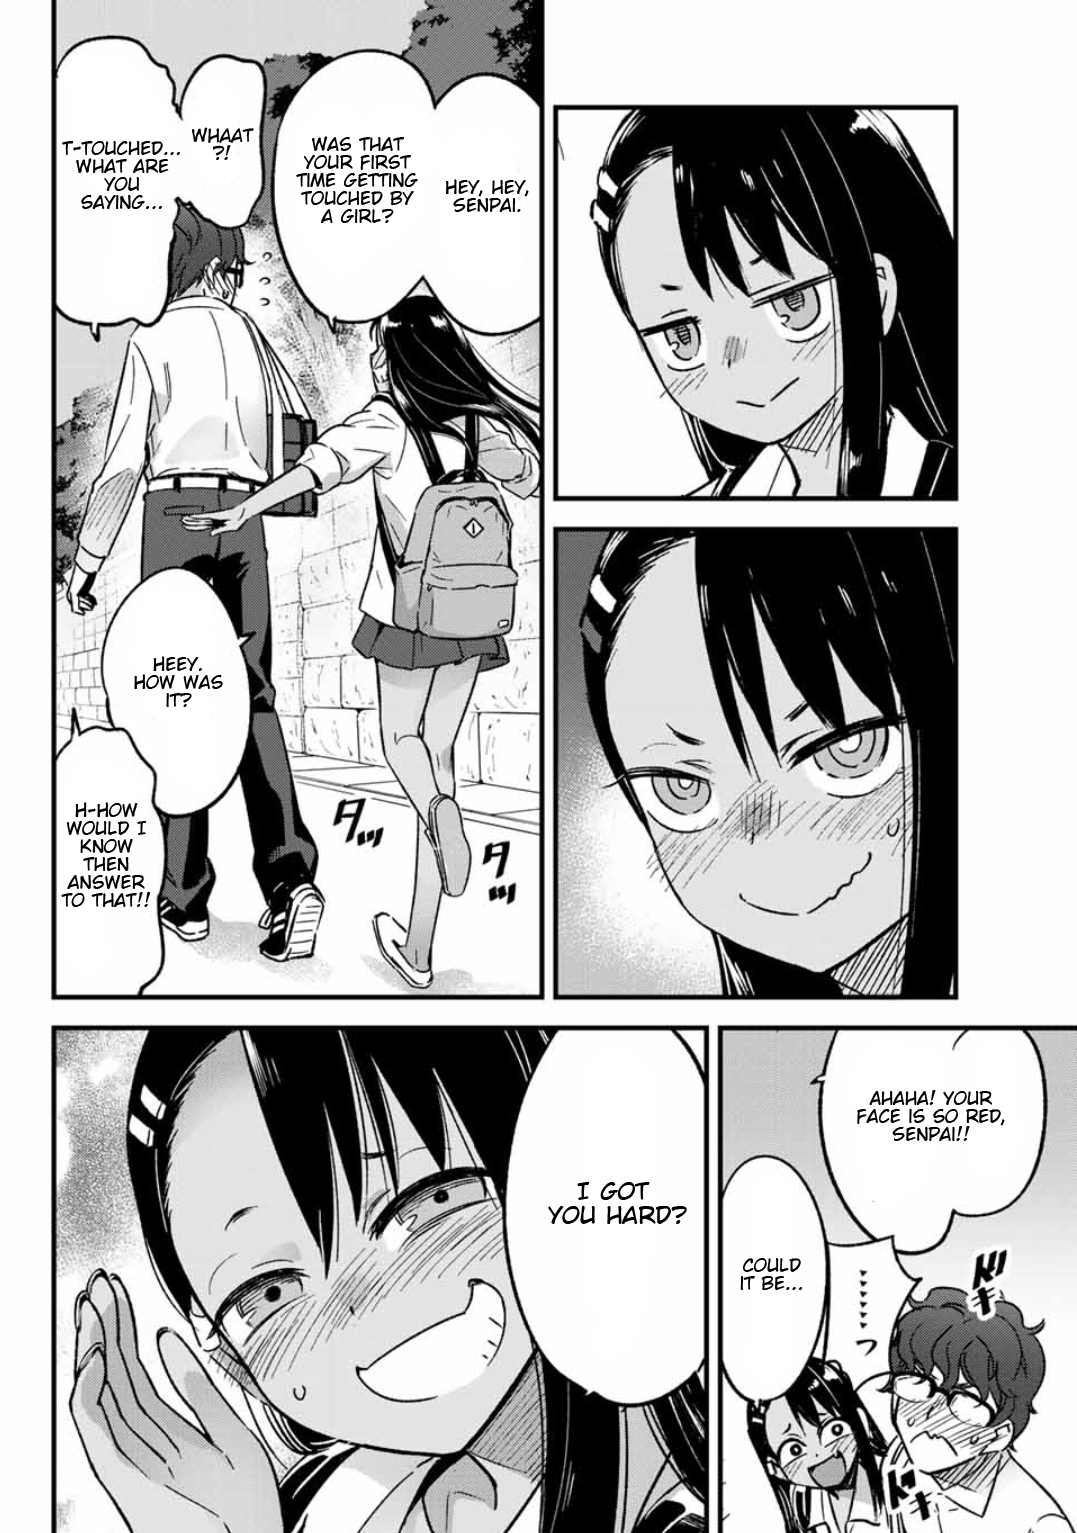 HEY, HEY,
SENPAI.
WAS THAT
YOUR FIRST
TIME GETTING
TOUCHED BY
A GIRL?
WHAAT
?!
T-TOUCHED...
WHAT ARE
YOU
SAYING...
HEEY.
HOW WAS
IT?
H-HOW
WOULD I
KNOW
THEN
ANSWER
TO THAT!!
タッ
タッ
AHAHA! YOUR
FACE IS SO RED,
SENPAI!!
COULD
IT BE...
っ
ドキ
ドキ
I GOT
YOU HARD?